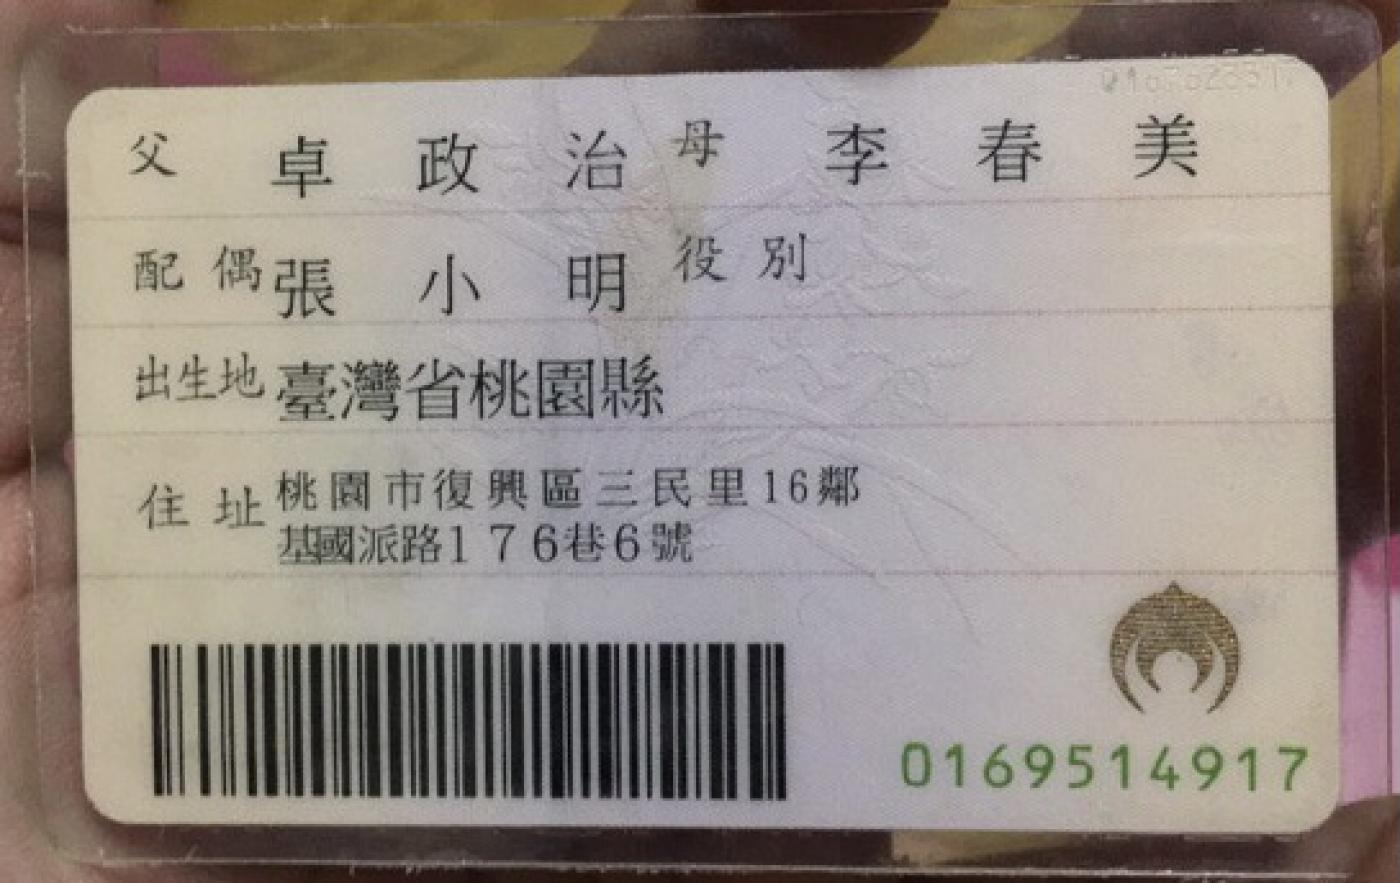 父 卓政治 母 李春美
配偶 張小明 役別
出生地 臺灣省桃園縣
住址 桃園市復興區三民里16鄰
基國派路176巷6號
0169514917